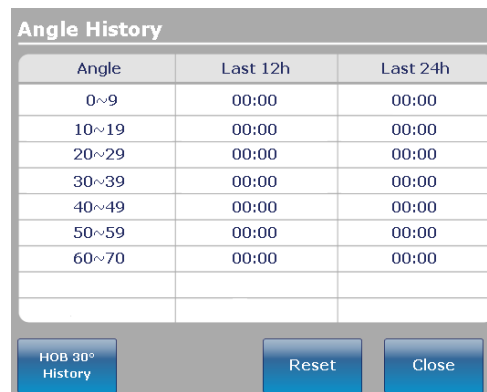 Angle History
Angle Last 12h Last 24h
0~9 00:00 00:00
10~19 00:00 00:00
20~29 00:00 00:00
30~39 00:00 00:00
40~49 00:00 00:00
50~59 00:00 00:00
60~70 00:00 00:00
HOB 30°
History
Reset Close